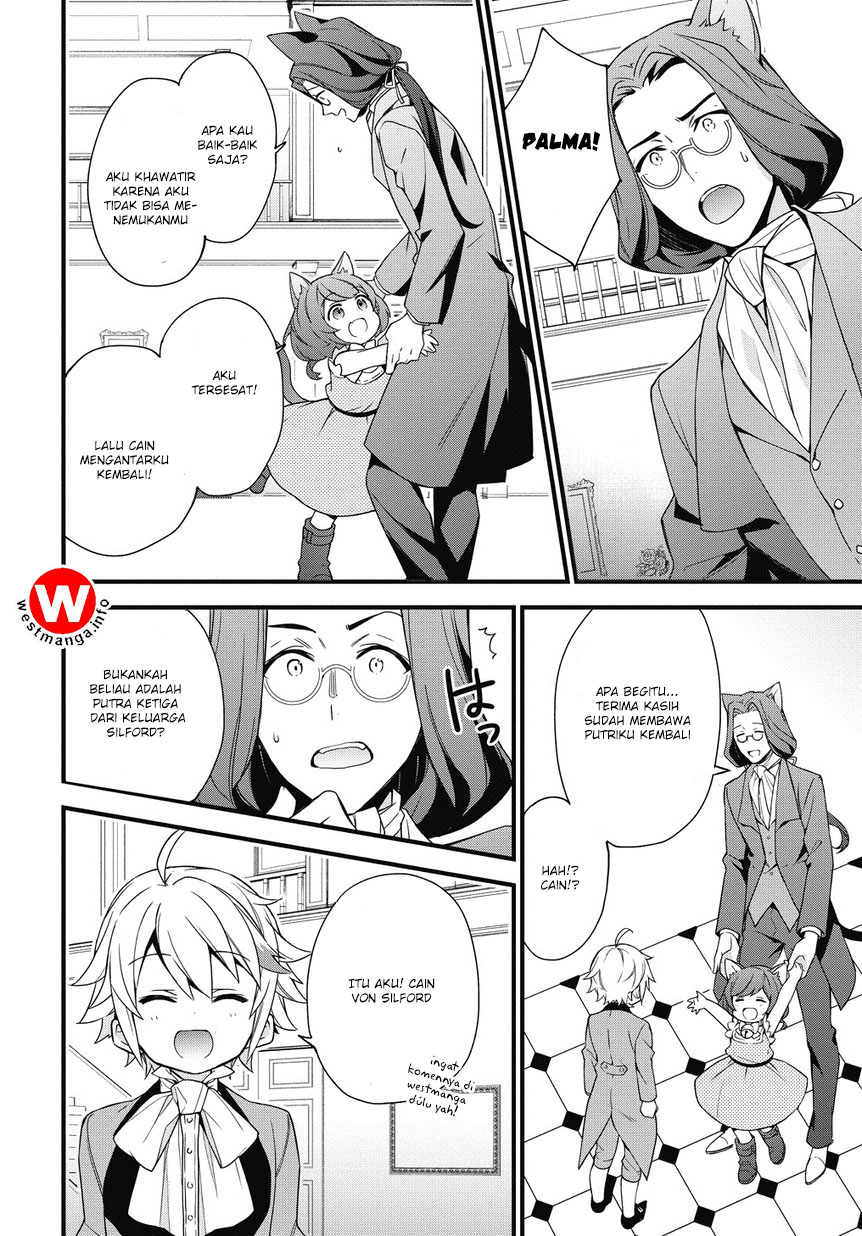 PALMA!
APA KAU
BAIK-BAIK
SAJA?
AKU KHAWATIR
KARENA AKU
TIDAK BISA ME-
NEMUKANMU
AKU
TERSESAT!
LALU CAIN
MENGANTARKU
KEMBALI!
APA BEGITU...
TERIMA KASIH
SUDAH MEMBAWA
PUTRIKU KEMBALI
HAH!?
CAIN!?
はっ
BUKANKAH
BELIAU ADALAH
PUTRA KETIGA
DARI KELUARGA
SILFORD?
ITU AKU! CAIN
VON SILFORD
ingat
komennya di
westmanga
dulu yah!
W
westmanga.info